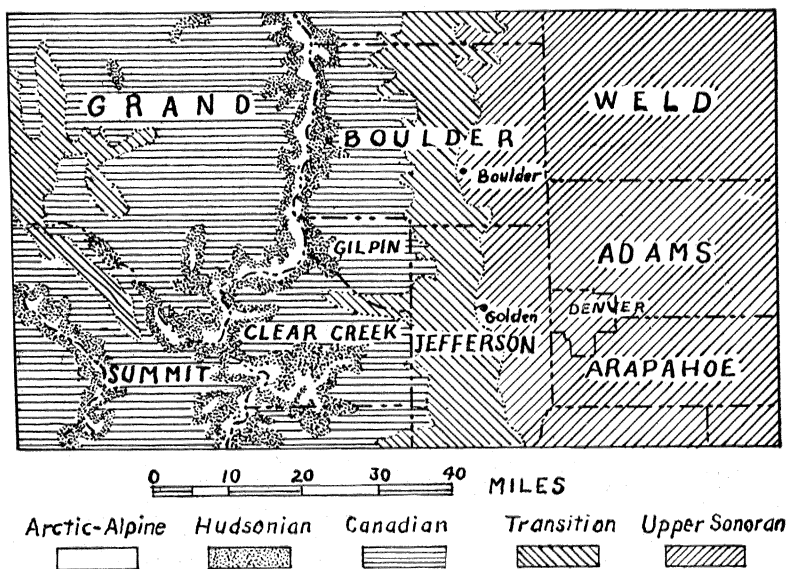 GRAND
WELD
BOULDER
Boulder
GILPIN
ADAMS
DENVER
Golden
CLEAR CREEK
JEFFERSON
SUMMIT
ARAPAHOE
0 10 20 30 40
MILES
Arctic-Alpine Hudsonian Canadian Transition Upper Sonoran